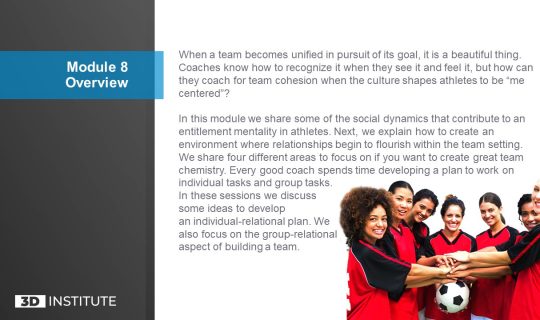 Module 8
Overview
When a team becomes unified in pursuit of its goal, it is a beautiful thing.
Coaches know how to recognize it when they see it and feel it, but how can
they coach for team cohesion when the culture shapes athletes to be “me
centered”?
In this module we share some of the social dynamics that contribute to an
entitlement mentality in athletes. Next, we explain how to create an
environment where relationships begin to flourish within the team setting.
We share four different areas to focus on if you want to create great team
chemistry. Every good coach spends time developing a plan to work on
individual tasks and group tasks.
In these sessions we discuss
some ideas to develop
an individual-relational plan. We
also focus on the group-relational
aspect of building a team.
3D INSTITUTE